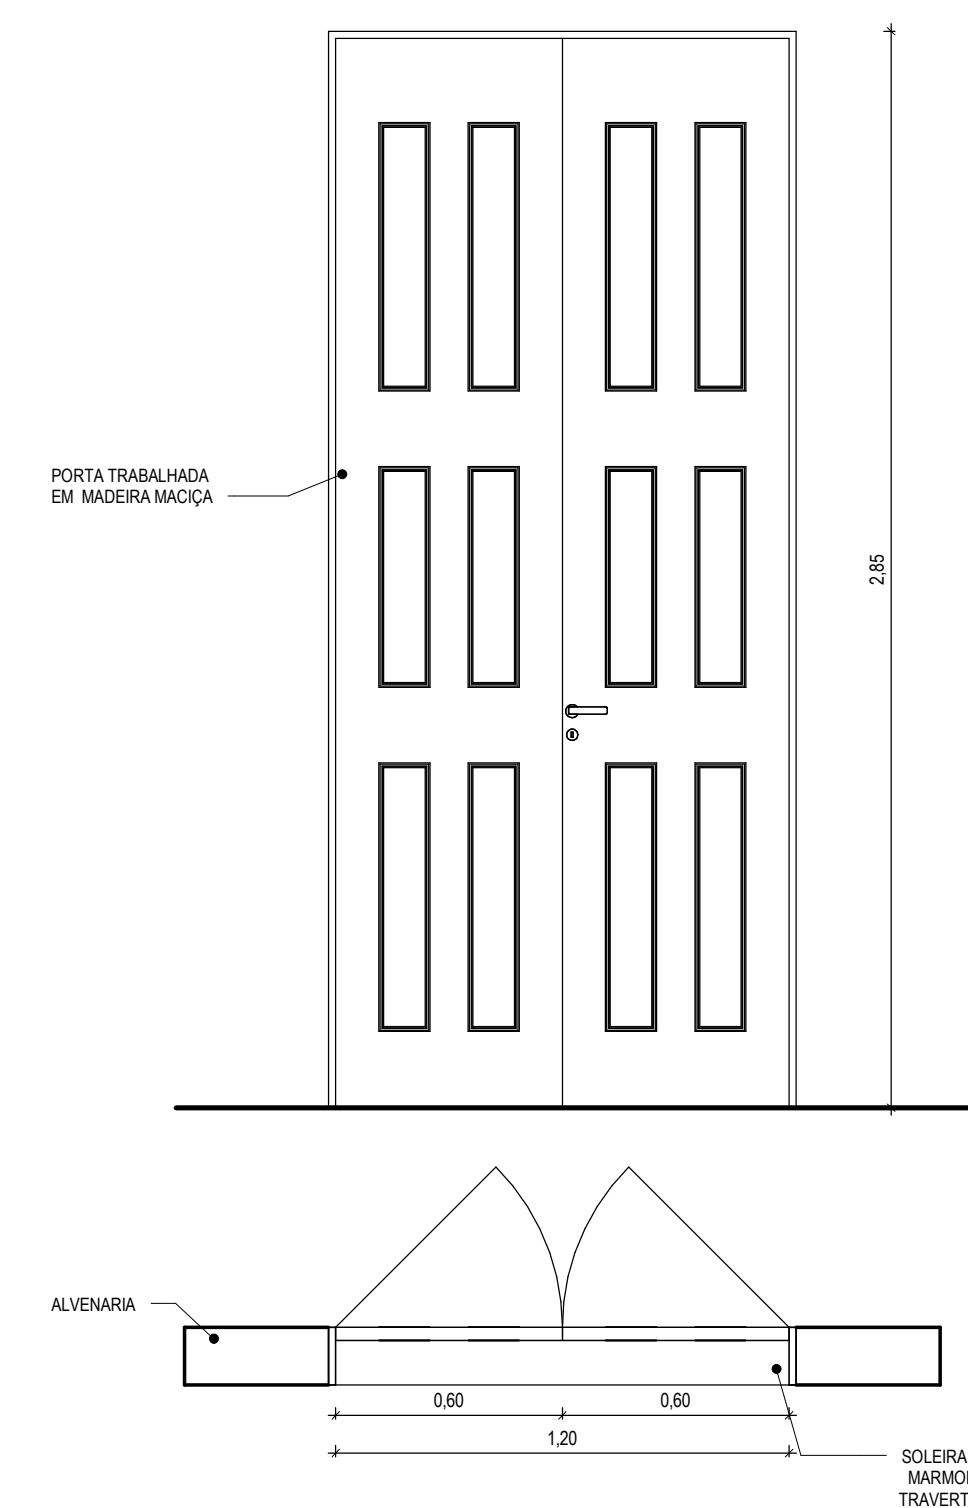 PORTA TRABALHADA
EM MADEIRA MACIÇA
2,85
ALVENARIA
0,60
0,60
1,20
SOLEIRA